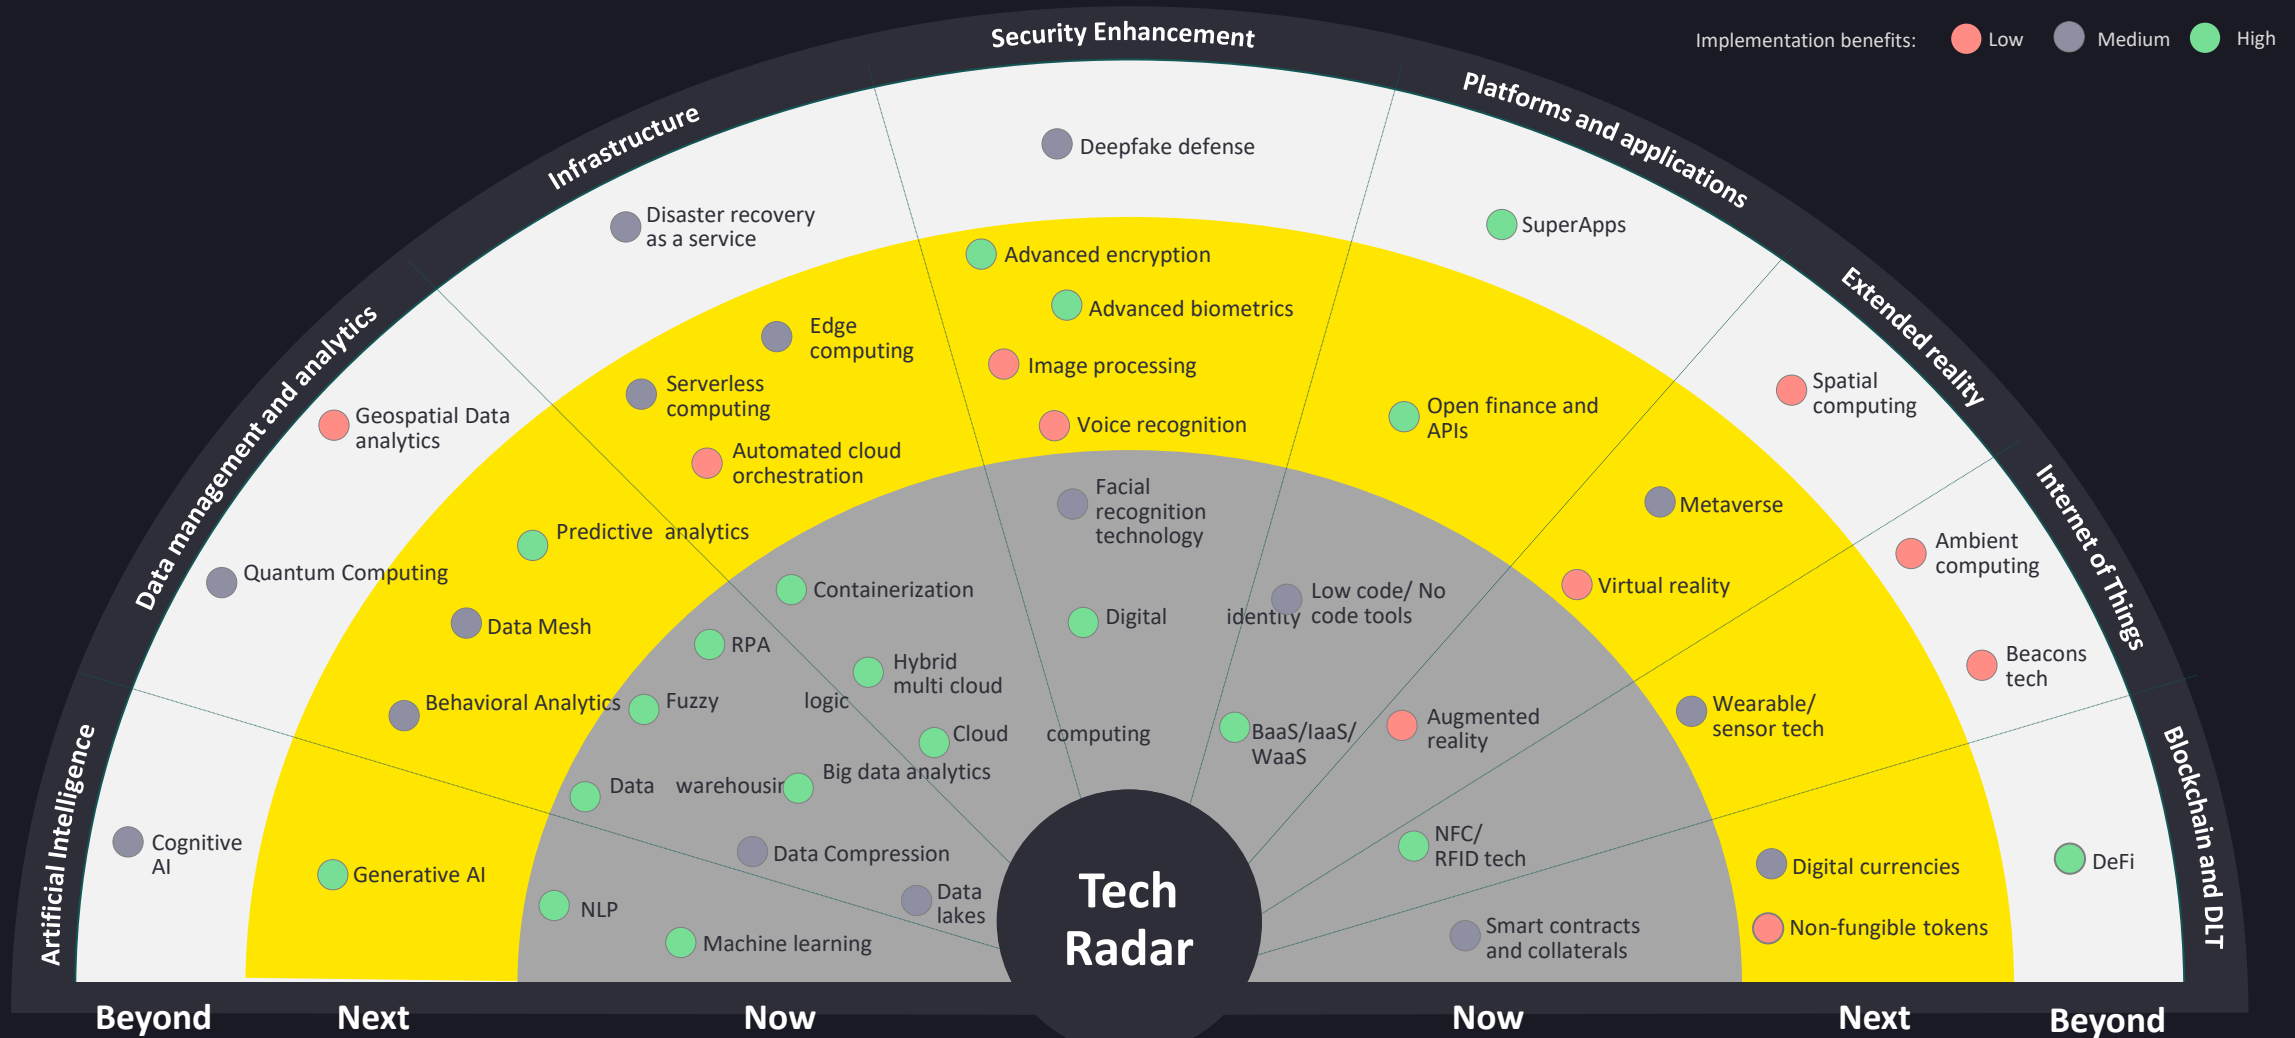 Security Enhancement
Implementation benefits:
Low
Medium
High
Platforms and applications
Infrastructure
Extended reality
Data management and analytics
Internet of Things
Artificial Intelligence
Blockchain and DLT
Deepfake defense
Disaster recovery
as a service
SuperApps
Advanced encryption
Advanced biometrics
Edge
computing
Image processing
Serverless
computing
Voice recognition
Automated cloud
orchestration
Open finance and
APIs
Spatial
computing
Geospatial Data
analytics
Metaverse
Facial
recognition
technology
Predictive analytics
Ambient
computing
Quantum Computing
Virtual reality
Containerization
Low code/ No
code tools
Digital identity
Data Mesh
RPA
Hybrid
multi cloud
Beacons
tech
Behavioral Analytics
Fuzzy logic
Wearable/
sensor tech
Cloud computing
BaaS/IaaS/
WaaS
Augmented
reality
Big data analytics
Data warehousin
Cognitive
AI
Data Compression
NFC/
RFID tech
Generative AI
Digital currencies
DeFi
Data
lakes
NLP
Machine learning
Smart contracts
and collaterals
Non-fungible tokens
Tech
Radar
Beyond
Next
Now
Now
Next
Beyond